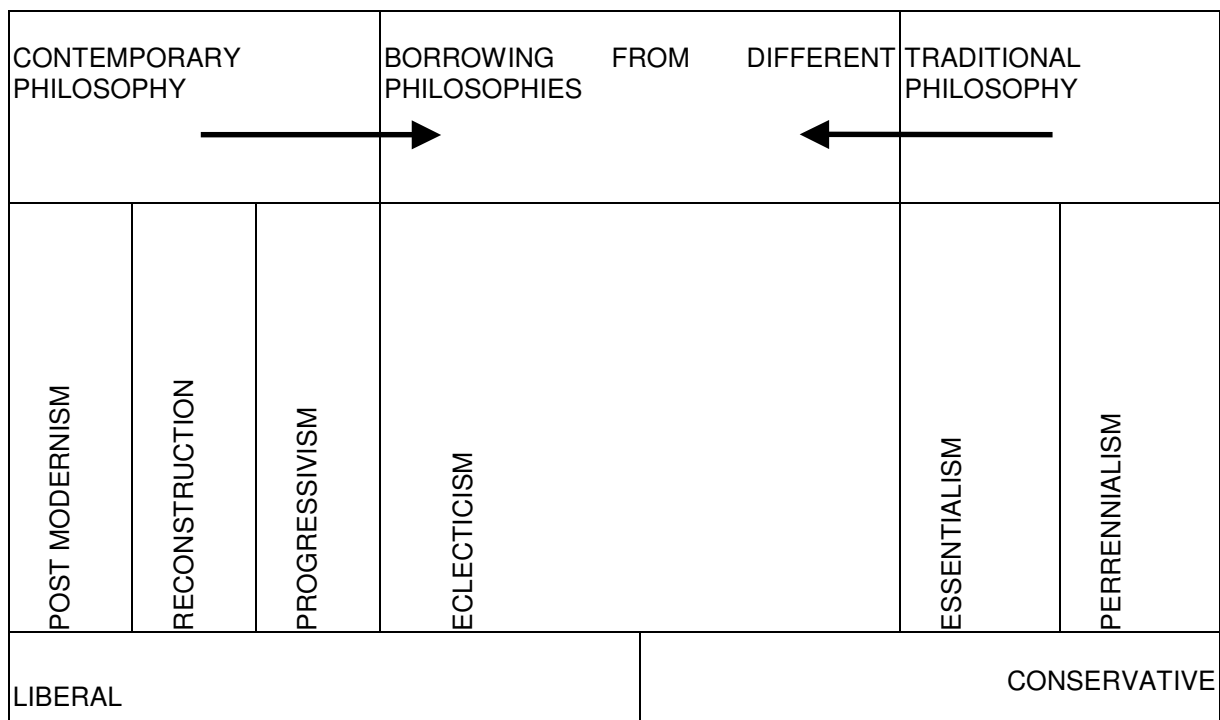 CONTEMPORARY
PHILOSOPHY
BORROWING FROM DIFFERENT
PHILOSOPHIES
TRADITIONAL
PHILOSOPHY
POST MODERNISM
RECONSTRUCTION
PROGRESSIVISM
ECLECTICISM
ESSENTIALISM
PERRENNIALISM
LIBERAL
CONSERVATIVE